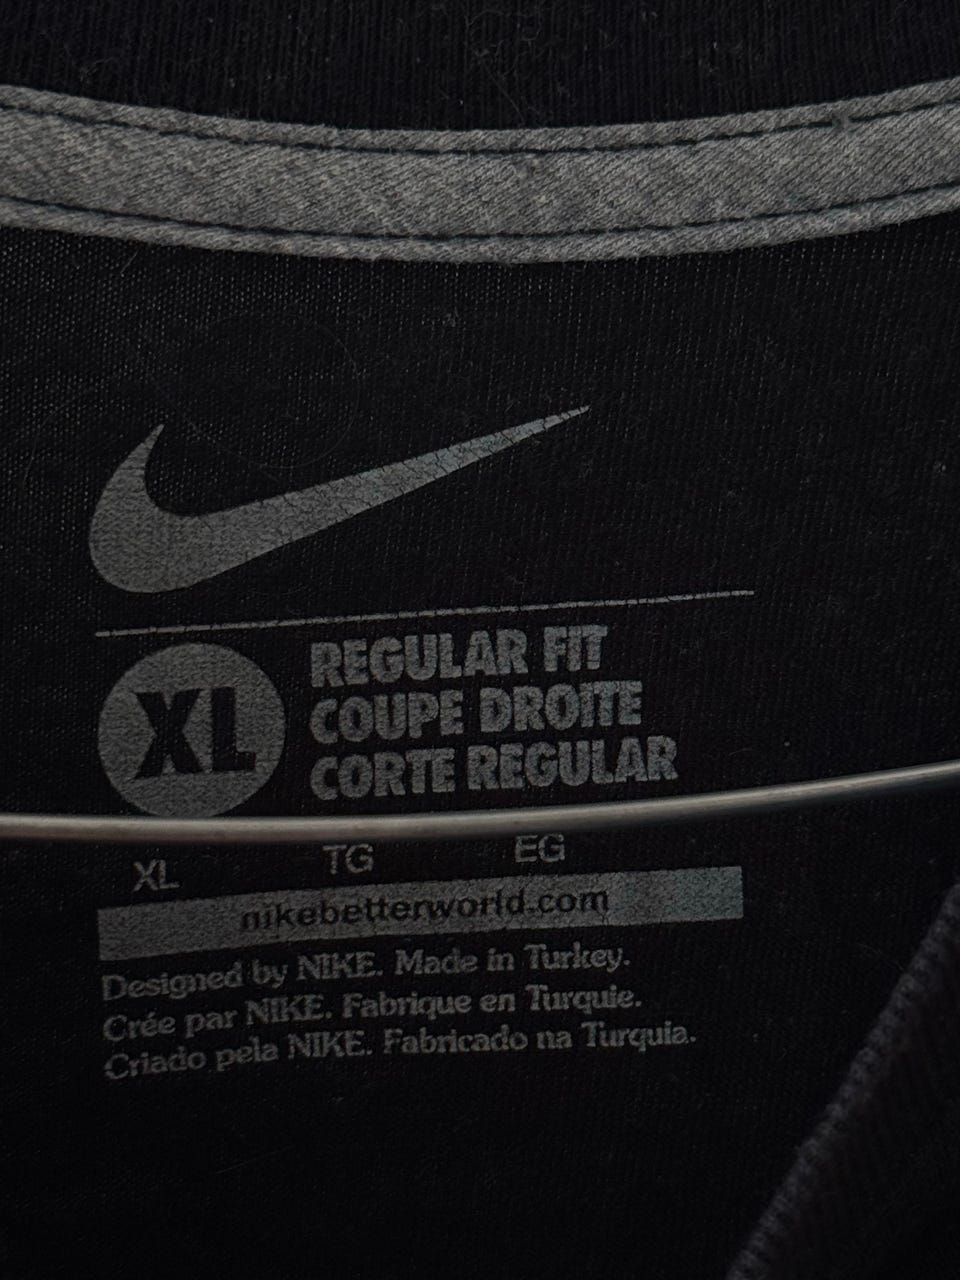 XL
REGULAR FIT
COUPE DROITE
CORTE REGULAR
XL TG EG
nikebetterworld.com
Designed by NIKE. Made in Turkey.
Crée par NIKE. Fabrique en Turquie.
Criado pela NIKE. Fabricado na Turquia.